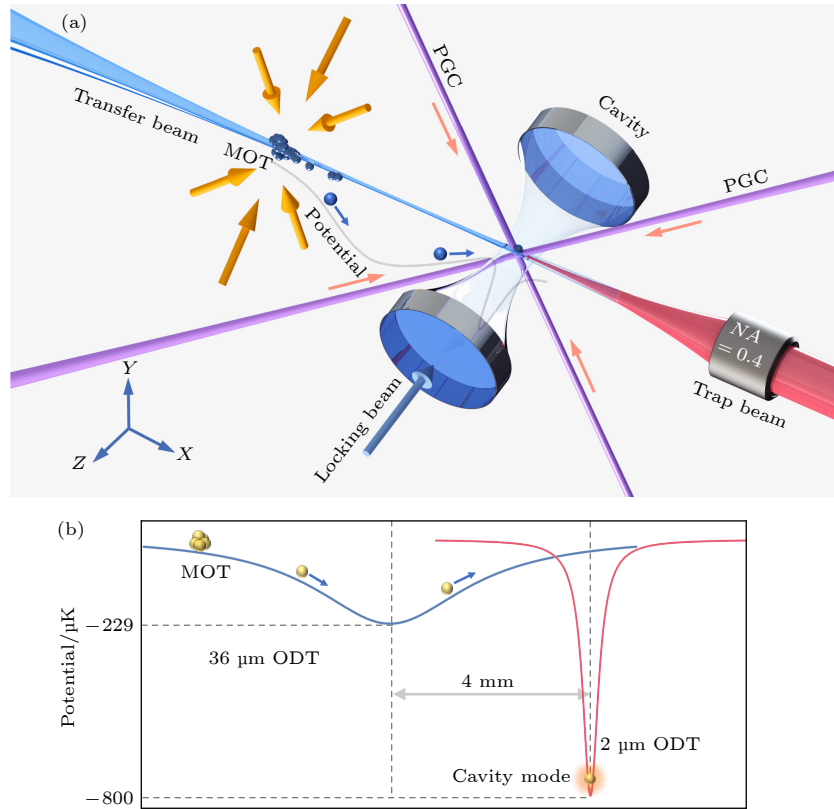 (a)
PGC
Cavity
Transfer beam
MOT
PGC
Potential
NA
= 0.4
Trap beam
Locking beam
Y
X
Z
(b)
MOT
−229
36 µm ODT
4 mm
2 µm ODT
Cavity mode
−800
Potential/µK